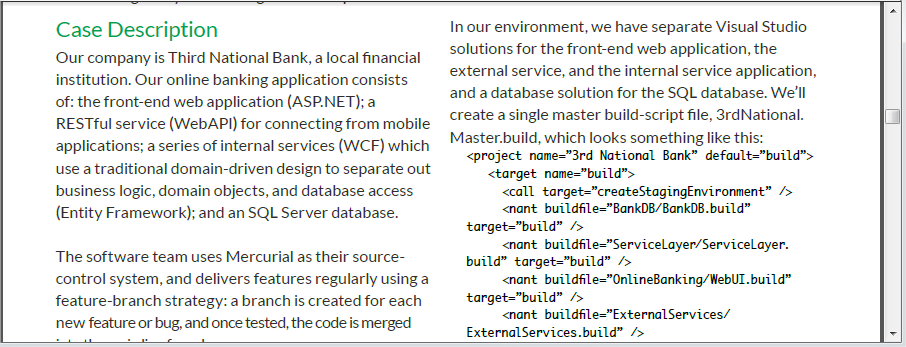 Case Description
Our company is Third National Bank, a local financial
institution. Our online banking application consists
of: the front-end web application (ASP.NET); a
RESTful service (WebAPI) for connecting from mobile
applications; a series of internal services (WCF) which
use a traditional domain-driven design to separate out
business logic, domain objects, and database access
(Entity Framework); and an SQL Server database.
The software team uses Mercurial as their source-
control system, and delivers features regularly using a
feature-branch strategy: a branch is created for each
new feature or bug, and once tested, the code is merged
In our environment, we have separate Visual Studio
solutions for the front-end web application, the
external service, and the internal service application,
and a database solution for the SQL database. We’ll
create a single master build-script file, 3rdNational.
Master.build, which looks something like this:
<project name=”3rd National Bank” default=”build”>
<target name=”build”>
<call target=”createStagingEnvironment” />
<nant buildfile=”BankDB/BankDB.build”
target=”build” />
<nant buildfile=”ServiceLayer/ServiceLayer.
build” target=”build” />
<nant buildfile=”OnlineBanking/WebUI.build”
target=”build” />
<nant buildfile=”ExternalServices/
ExternalServices.build” />